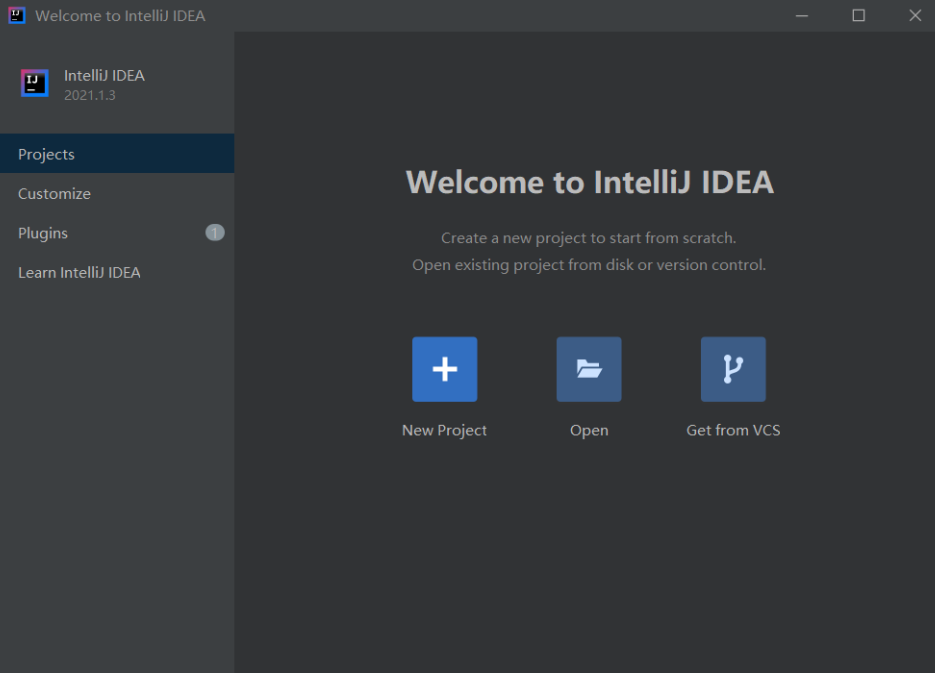 Welcome to IntelliJ IDEA
IntelliJ IDEA
2021.1.3
Projects
Customize
Plugins 1
Learn IntelliJ IDEA
Welcome to IntelliJ IDEA
Create a new project to start from scratch.
Open existing project from disk or version control.
New Project Open Get from VCS